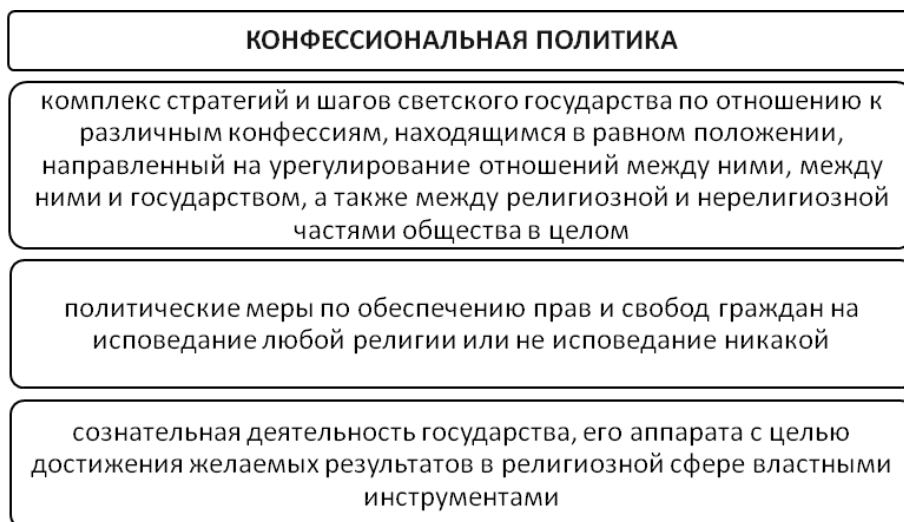 КОНФЕССИОНАЛЬНАЯ ПОЛИТИКА
комплекс стратегий и шагов светского государства по отношению к
различным конфессиям, находящимся в равном положении,
направленный на урегулирование отношений между ними, между
ними и государством, а также между религиозной и нерелигиозной
частями общества в целом
политические меры по обеспечению прав и свобод граждан на
исповедание любой религии или не исповедание никакой
сознательная деятельность государства, его аппарата с целью
достижения желаемых результатов в религиозной сфере властными
инструментами